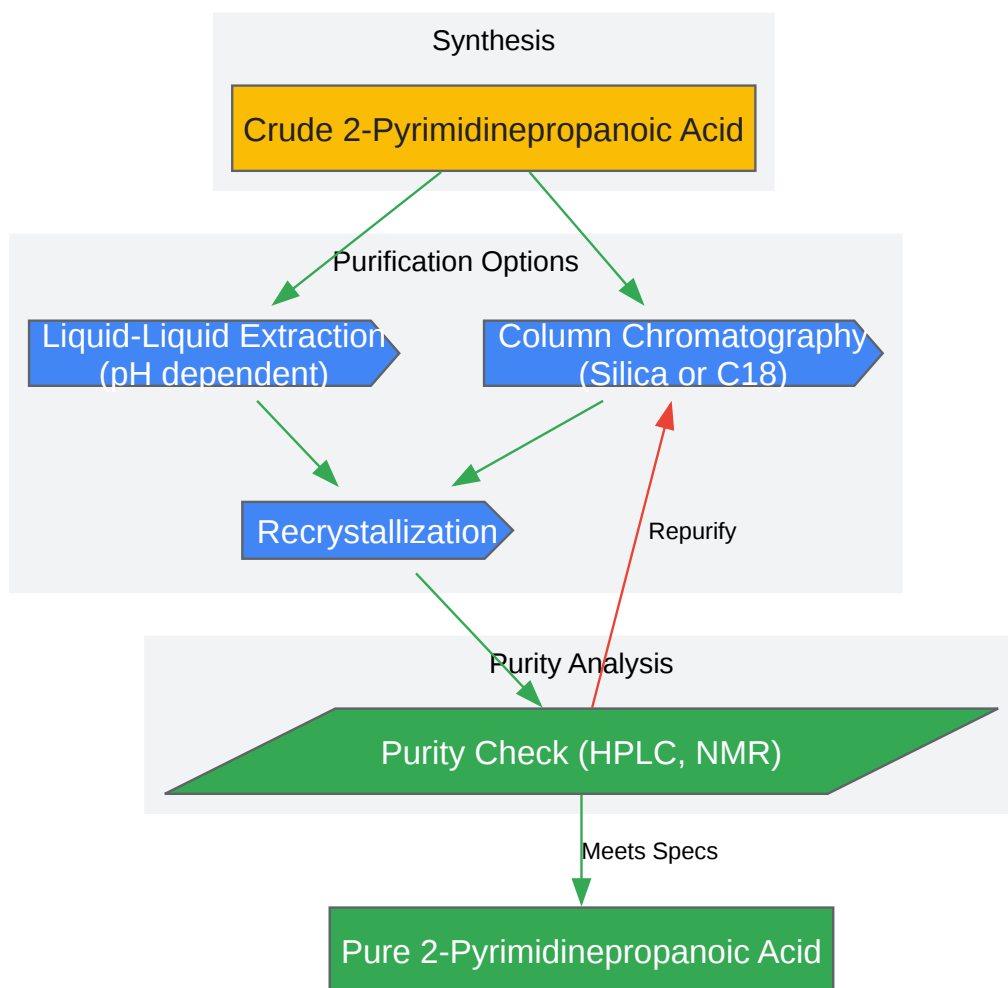 Synthesis
Crude 2-Pyrimidinepropanoic Acid
Purification Options
Liquid-Liquid Extraction
(pH dependent)
Column Chromatography
(Silica or C18)
Recrystallization
Repurify
Purity Analysis
Purity Check (HPLC, NMR)
Meets Specs
Pure 2-Pyrimidinepropanoic Acid